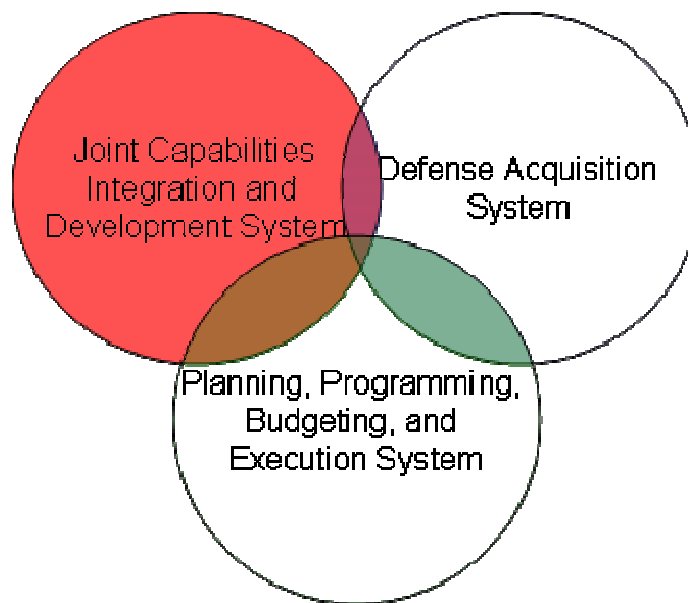 Joint Capabilities
Integration and
Development System
Defense Acquisition
System
Planning, Programming,
Budgeting, and
Execution System